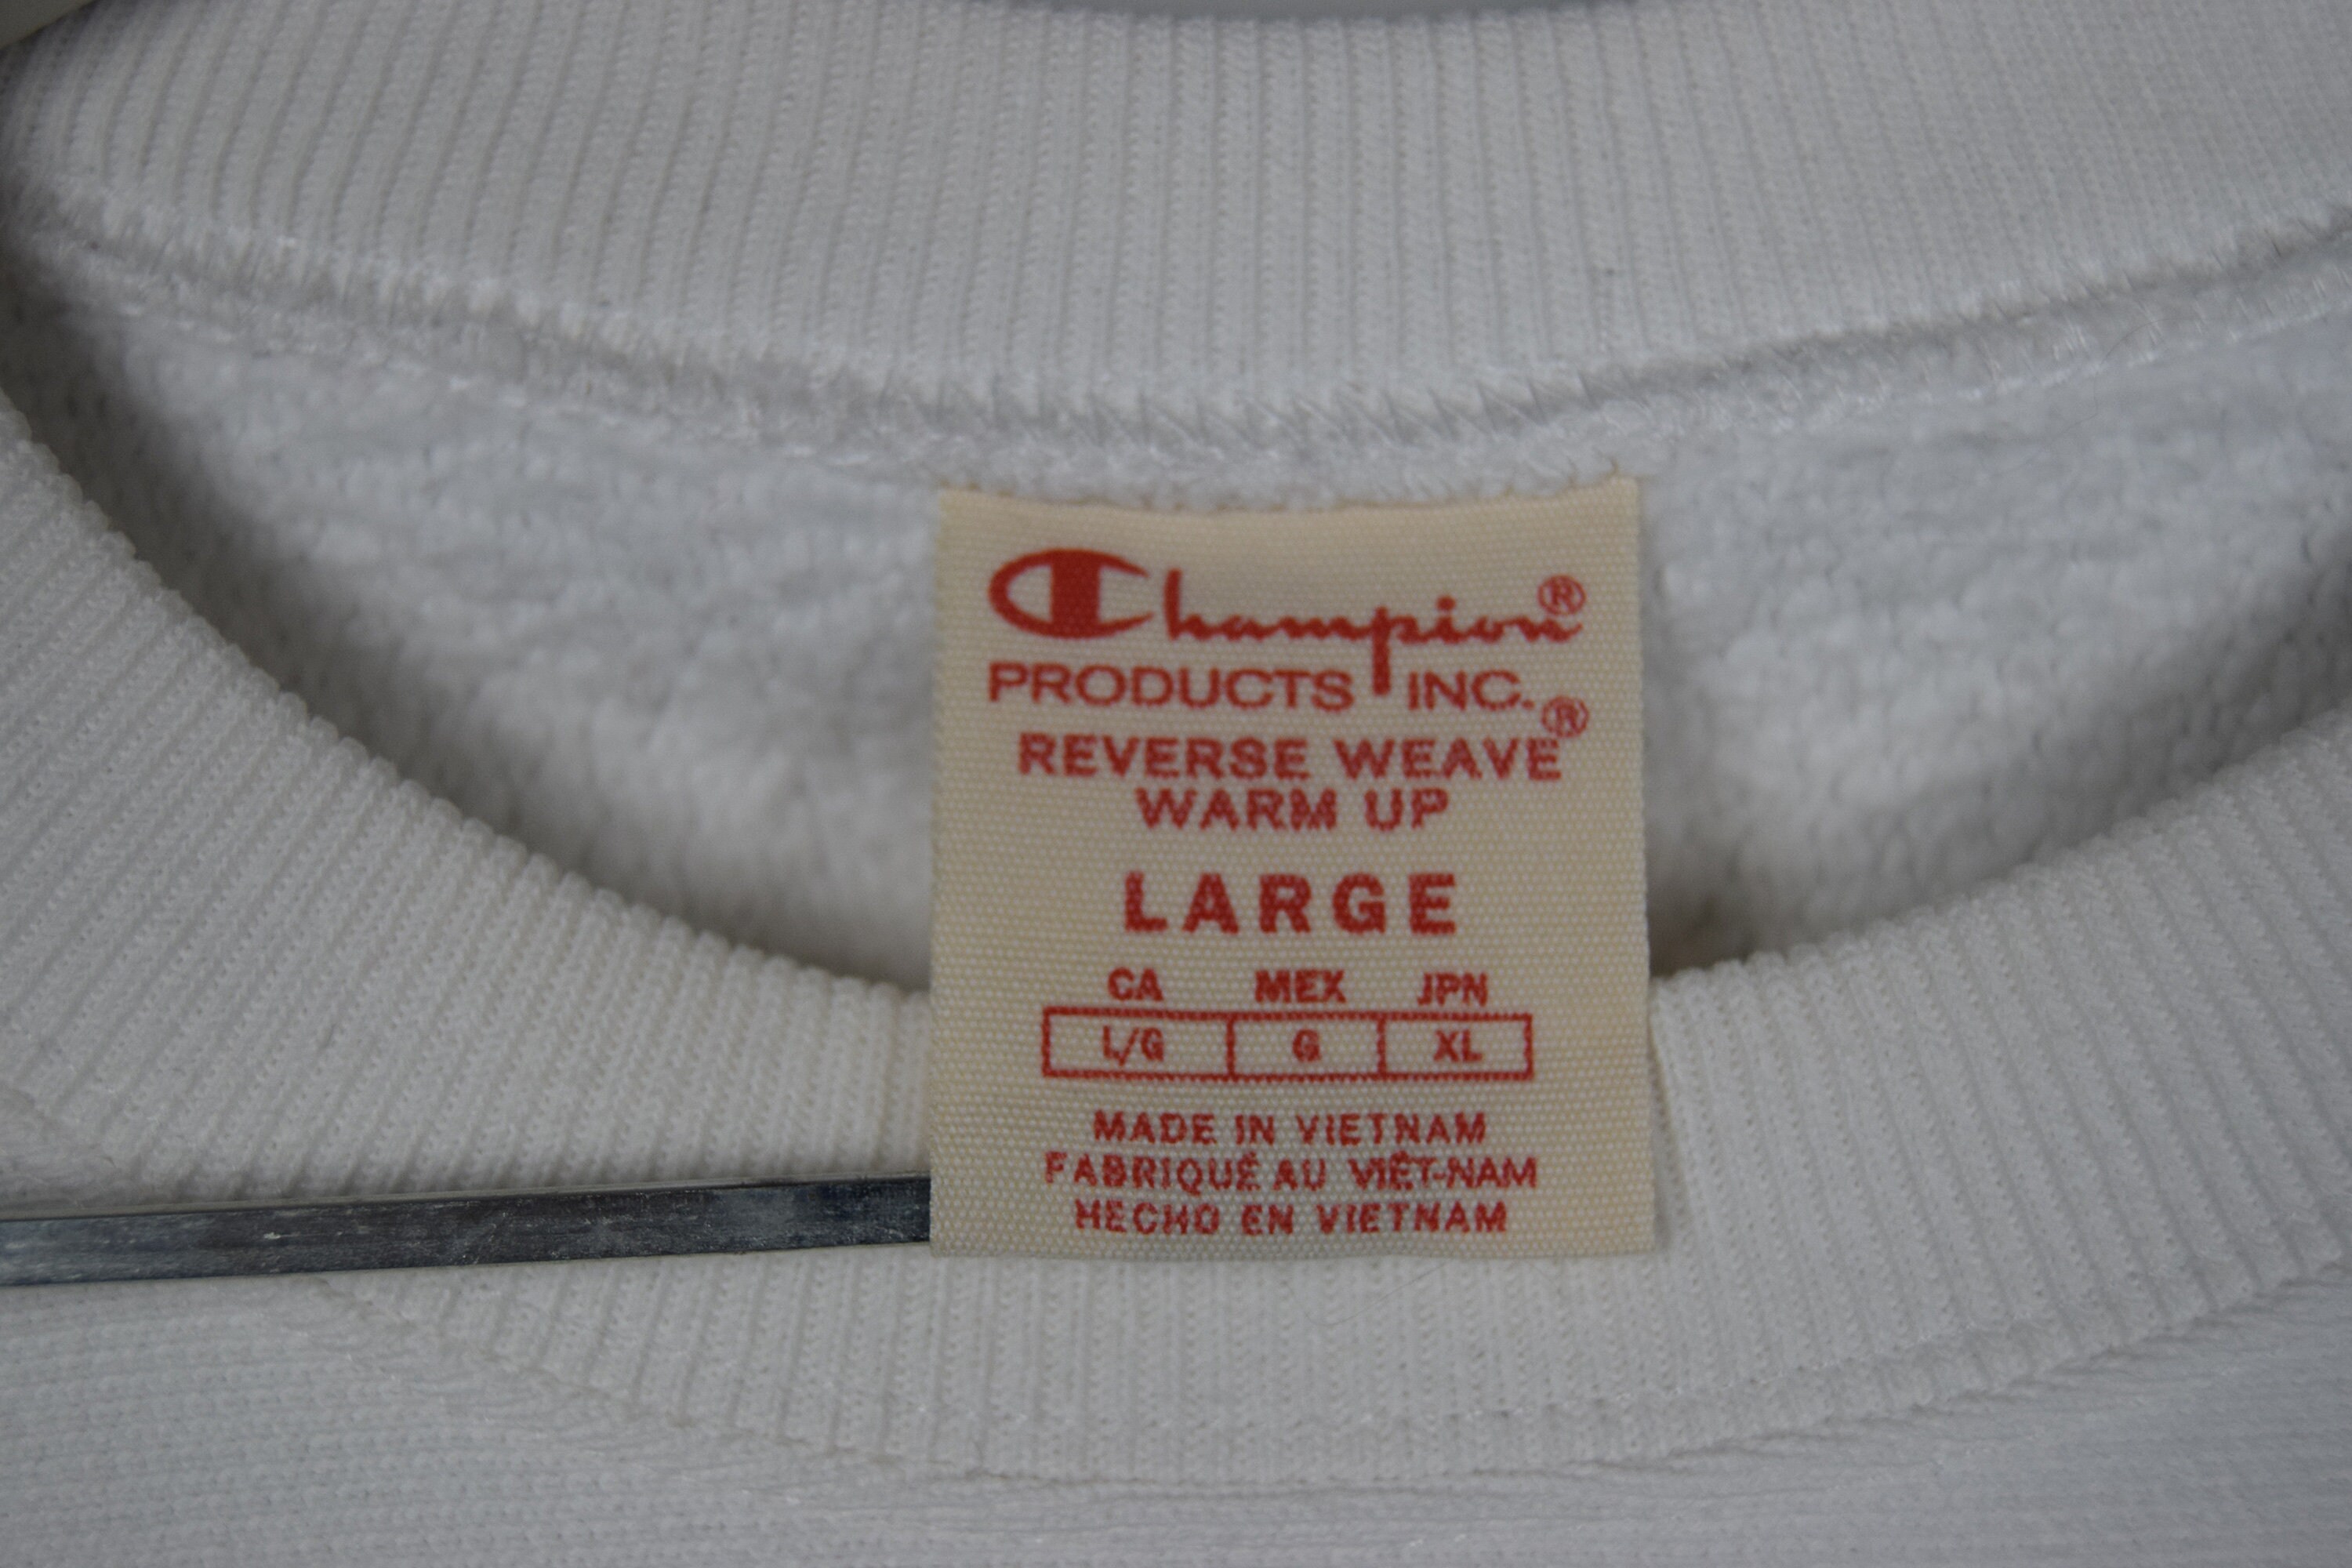 Champion®
PRODUCTS INC.
REVERSE WEAVE®
WARM UP
LARGE
CA MEX JPN
L/G G XL
MADE IN VIETNAM
FABRIQUÉ AU VIÊT-NAM
HECHO EN VIETNAM